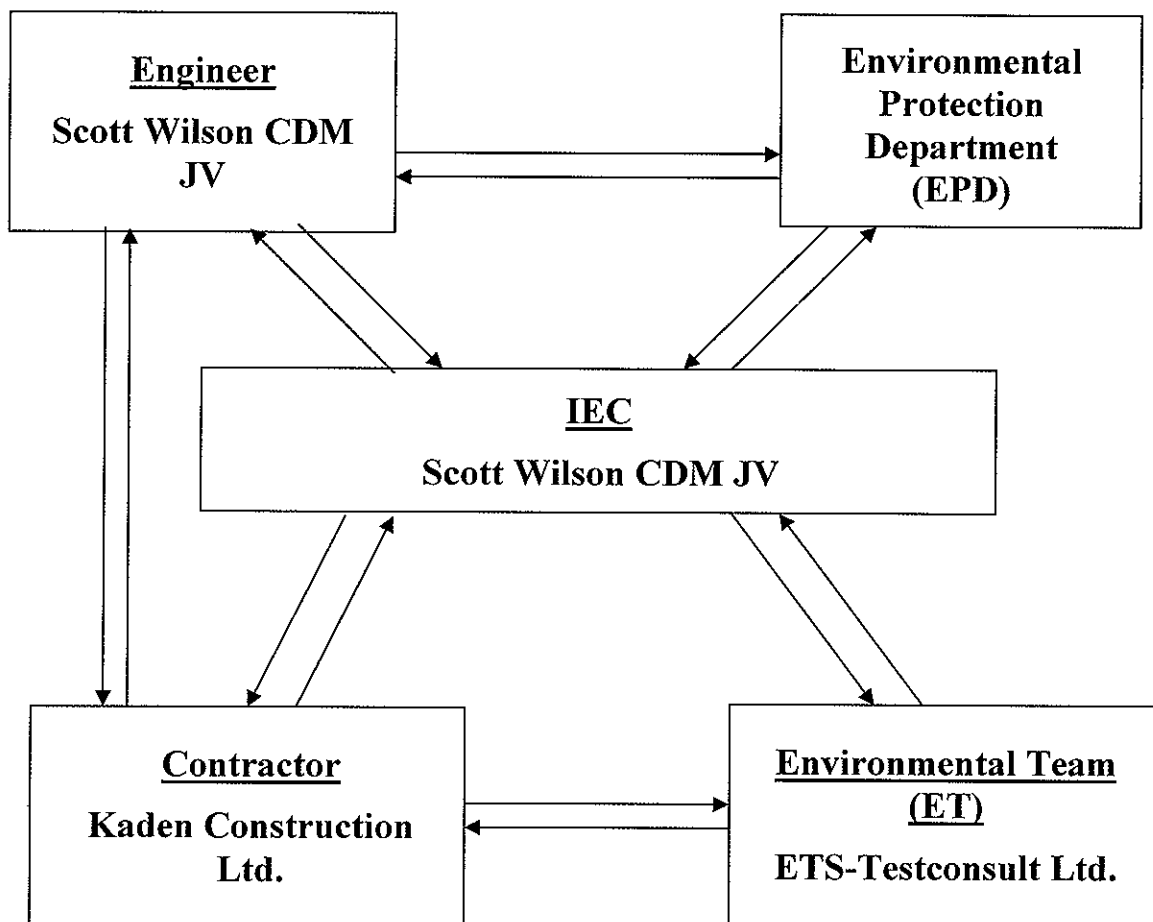 Engineer
Scott Wilson CDM
JV
Environmental
Protection
Department
(EPD)
IEC
Scott Wilson CDM JV
Contractor
Kaden Construction
Ltd.
Environmental Team
(ET)
ETS-Testconsult Ltd.